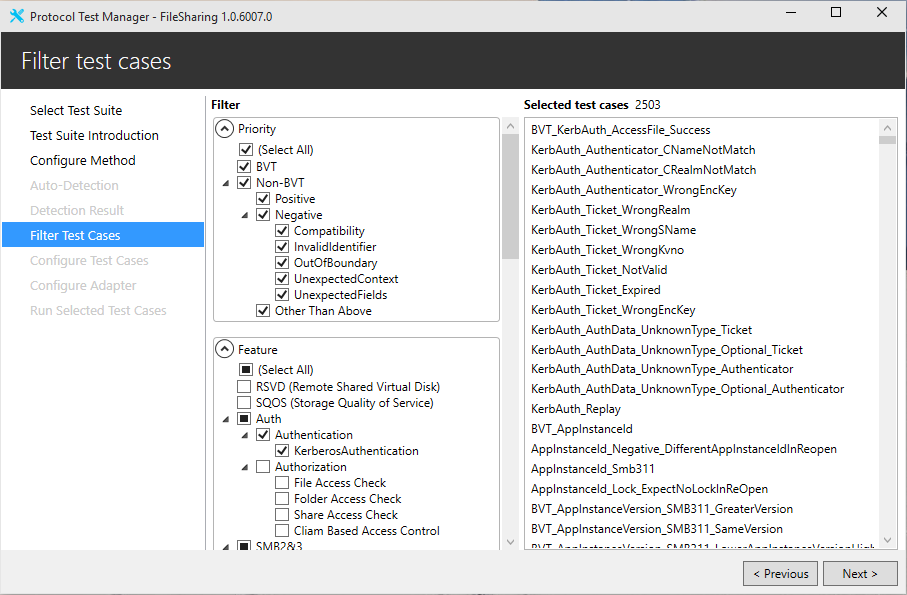 Protocol Test Manager - FileSharing 1.0.6007.0
Filter test cases
Select Test Suite
Test Suite Introduction
Configure Method
Auto-Detection
Detection Result
Filter Test Cases
Configure Test Cases
Configure Adapter
Run Selected Test Cases
Filter
Priority
(Select All)
BVT
Non-BVT
Positive
Negative
Compatibility
InvalidIdentifier
OutOfBoundary
UnexpectedContext
UnexpectedFields
Other Than Above
Feature
(Select All)
RSVD (Remote Shared Virtual Disk)
SQOS (Storage Quality of Service)
Auth
Authentication
KerberosAuthentication
Authorization
File Access Check
Folder Access Check
Share Access Check
Cliam Based Access Control
SMB2&3
Selected test cases 2503
BVT_KerbAuth_AccessFile_Success
KerbAuth_Authenticator_CNameNotMatch
KerbAuth_Authenticator_CRealmNotMatch
KerbAuth_Authenticator_WrongEncKey
KerbAuth_Ticket_WrongRealm
KerbAuth_Ticket_WrongSName
KerbAuth_Ticket_WrongKvno
KerbAuth_Ticket_NotValid
KerbAuth_Ticket_Expired
KerbAuth_Ticket_WrongEncKey
KerbAuth_AuthData_UnknownType_Ticket
KerbAuth_AuthData_UnknownType_Optional_Ticket
KerbAuth_AuthData_UnknownType_Authenticator
KerbAuth_AuthData_UnknownType_Optional_Authenticator
KerbAuth_Replay
BVT_AppInstanceId
AppInstanceId_Negative_DifferentAppInstanceIdInReopen
AppInstanceId_Smb311
AppInstanceId_Lock_ExpectNoLockInReOpen
BVT_AppInstanceVersion_SMB311_GreaterVersion
BVT_AppInstanceVersion_SMB311_SameVersion
BVT_AppInstanceVersion_SMB311_LowerAppInstanceVersionHigh
< Previous
Next >